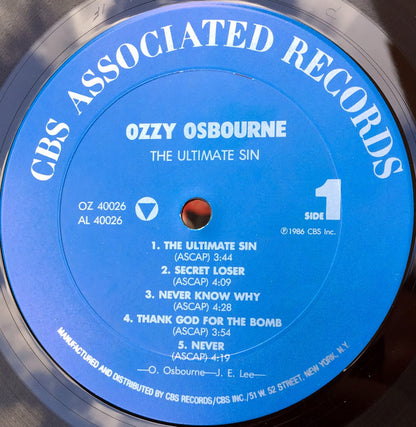 CBS ASSOCIATED RECORDS
OZZY OSBOURNE
THE ULTIMATE SIN
OZ 40026
AL 40026
SIDE 1
℗1986 CBS Inc.
1. THE ULTIMATE SIN
(ASCAP) 3:44
2. SECRET LOSER
(ASCAP) 4:09
3. NEVER KNOW WHY
(ASCAP) 4:28
4. THANK GOD FOR THE BOMB
(ASCAP) 3:54
5. NEVER
(ASCAP) 4:19
—O. Osbourne—J. E. Lee—
MANUFACTURED AND DISTRIBUTED BY CBS RECORDS/CBS INC./51 W. 52 STREET, NEW YORK, N.Y.